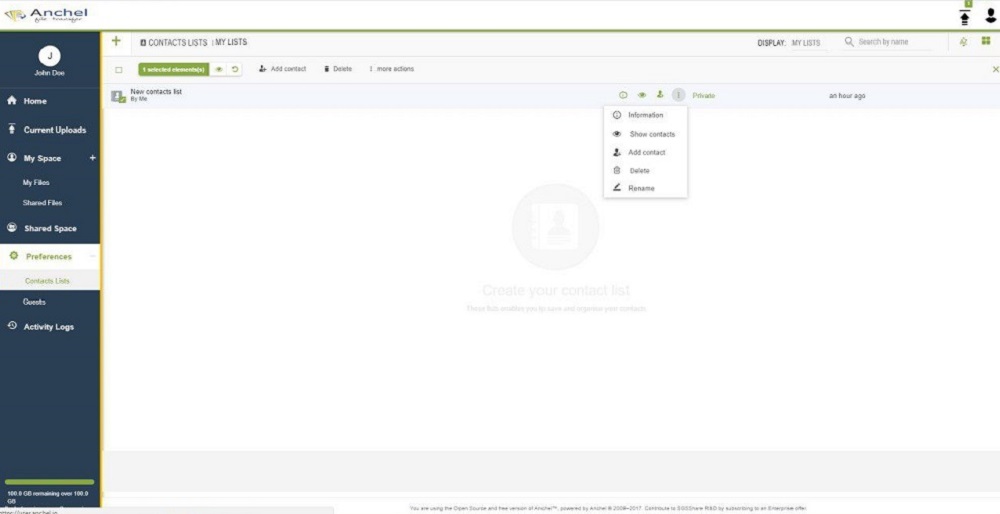 Anchel
file transfer
1
CONTACTS LISTS : MY LISTS
DISPLAY: MY LISTS
Search by name
J
John Doe
1 selected elements(s)
Add contact
Delete
more actions
New contacts list
By Me
Private
an hour ago
Information
Show contacts
Add contact
Delete
Rename
Home
Current Uploads
My Space
My Files
Shared Files
Shared Space
Preferences
Contacts Lists
Guests
Activity Logs
Create your contact list
These lists enables you to save and organise your contacts.
100.0 GB remaining over 100.0
GB
https://user.anchel.in
You are using the Open Source and free version of Anchel™, powered by Anchel © 2009–2017. Contribute to SGIShare R&D by subscribing to an Enterprise offer.